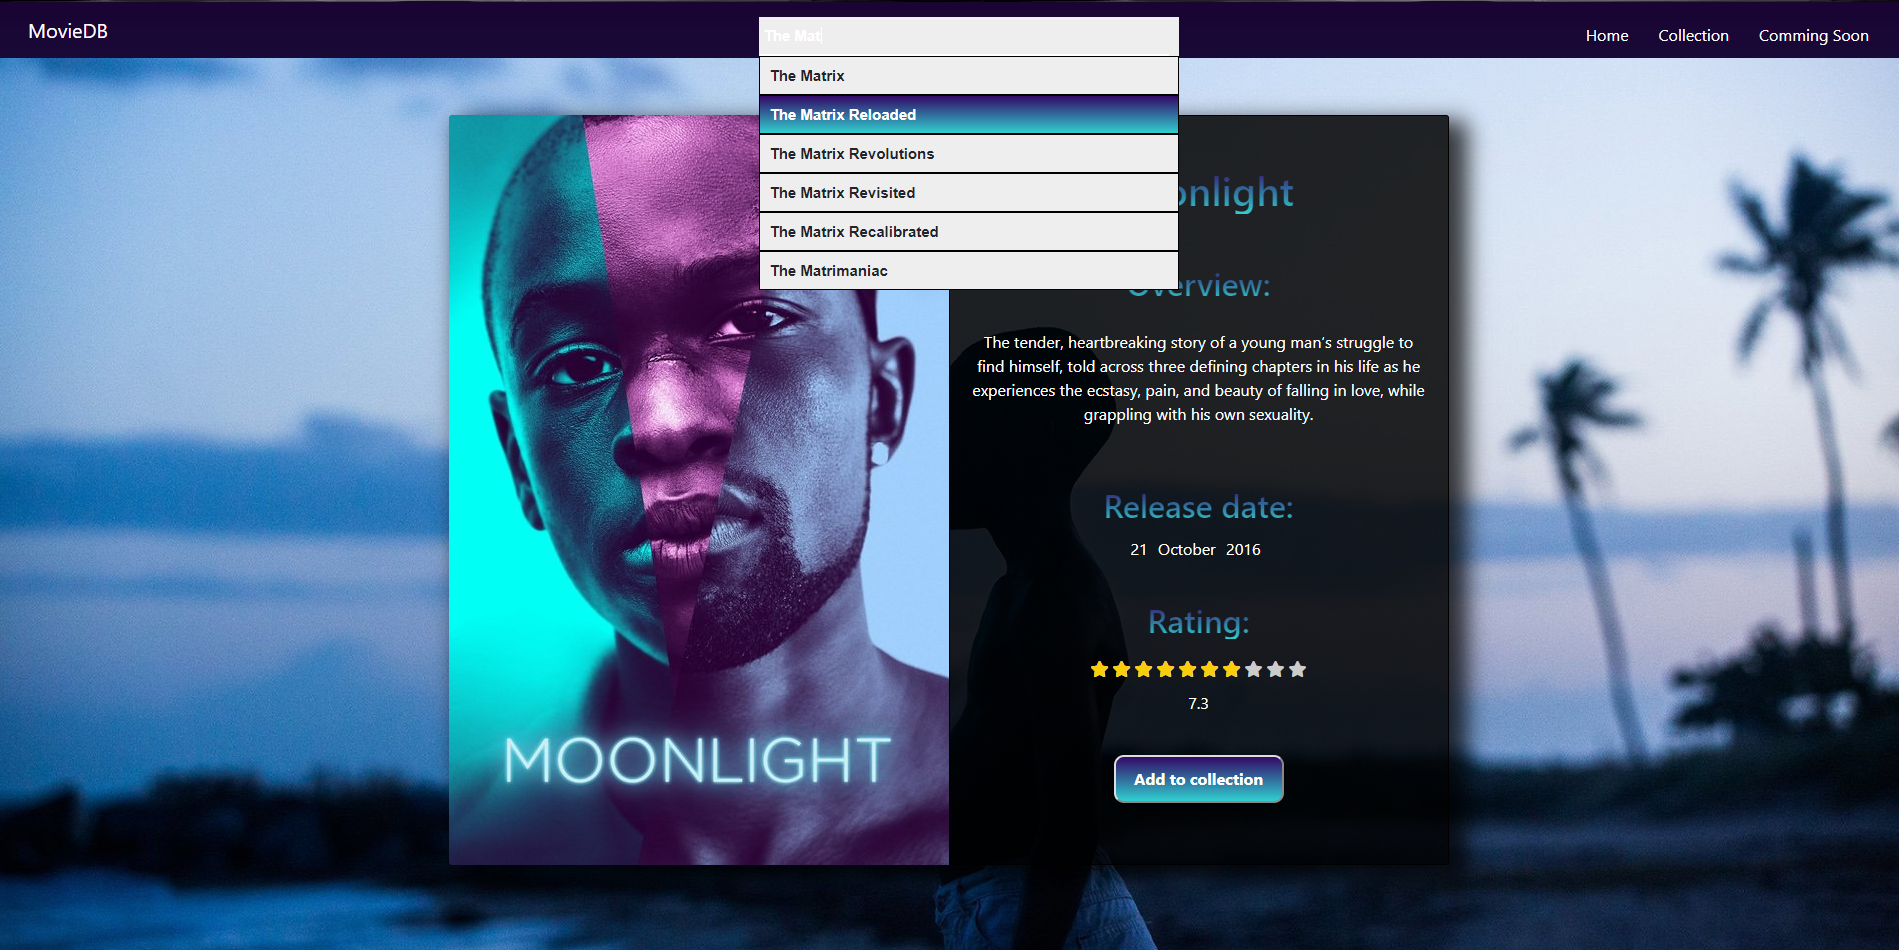 MovieDB
The Mat
Home
Collection
Comming Soon
The Matrix
The Matrix Reloaded
The Matrix Revolutions
The Matrix Revisited
The Matrix Recalibrated
The Matrimaniac
onlight
Overview:
The tender, heartbreaking story of a young man's struggle to
find himself, told across three defining chapters in his life as he
experiences the ecstasy, pain, and beauty of falling in love, while
grappling with his own sexuality.
Release date:
21 October 2016
Rating:
7.3
Add to collection
MOONLIGHT